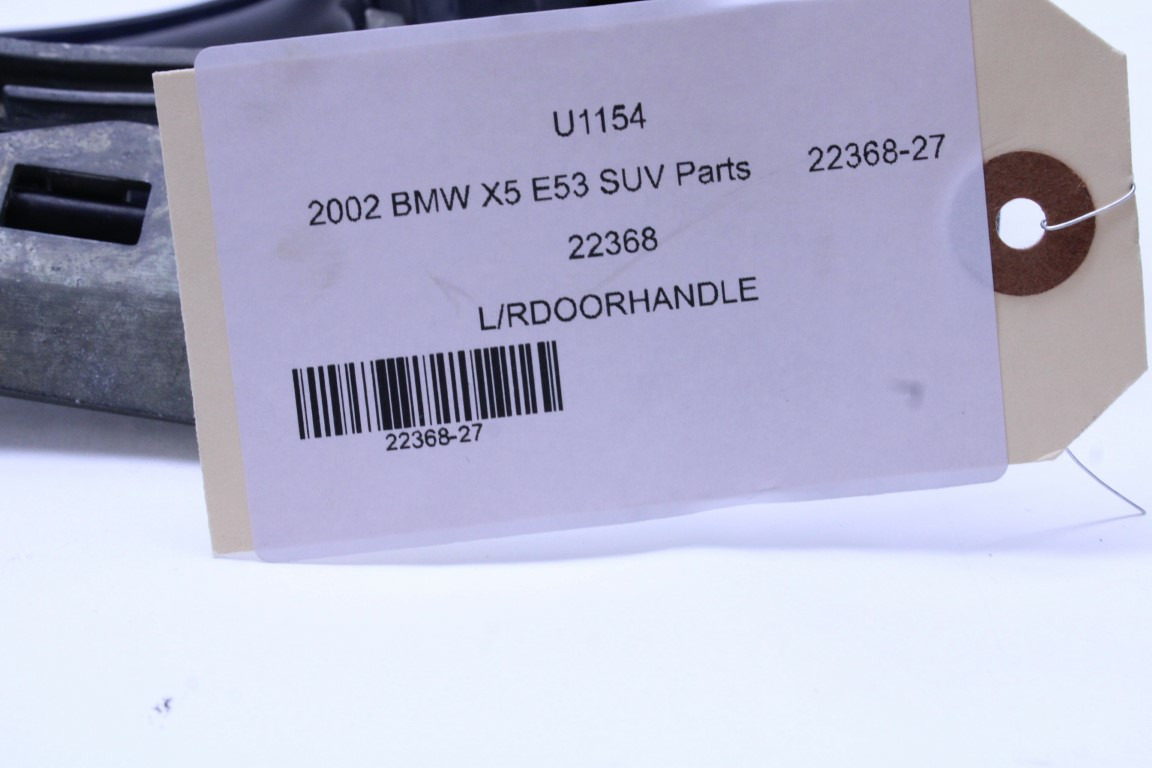 U1154
2002 BMW X5 E53 SUV Parts 22368-27
22368
L/RDOORHANDLE
22368-27